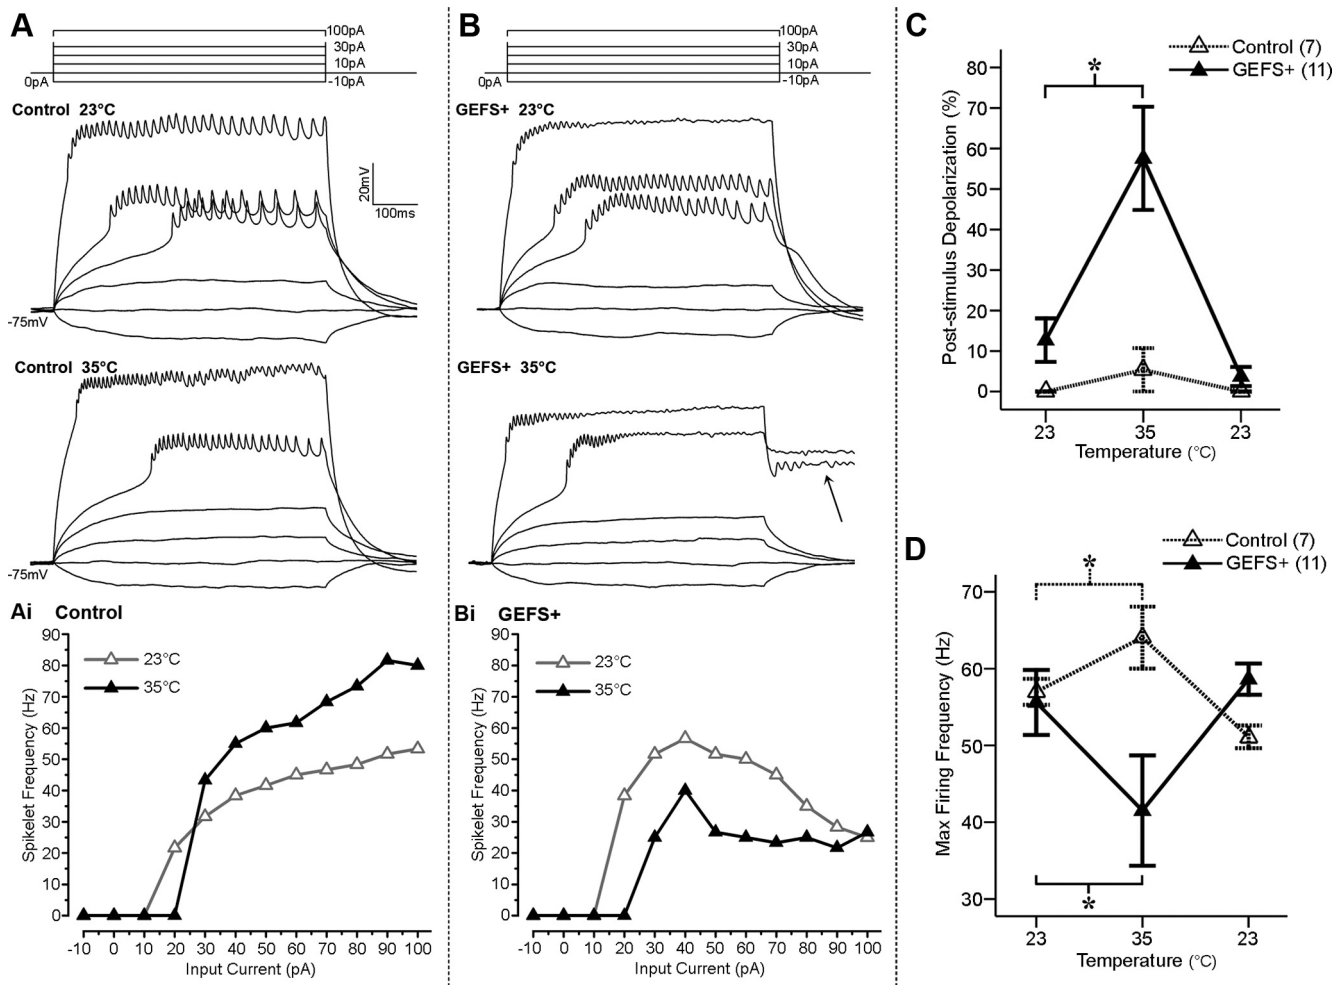 A
100pA
30pA
10pA
0pA
-10pA
Control 23°C
20mV
100ms
-75mV
Control 35°C
-75mV
B
100pA
30pA
10pA
0pA
-10pA
GEFS+ 23°C
GEFS+ 35°C
C
Control (7)
GEFS+ (11)
*
Post-stimulus Depolarization (%)
80
70
60
50
40
30
20
10
0
23 35 23
Temperature (°C)
Ai Control
23°C
35°C
Spikelet Frequency (Hz)
90
80
70
60
50
40
30
20
10
0
-10 0 10 20 30 40 50 60 70 80 90 100
Input Current (pA)
Bi GEFS+
23°C
35°C
Spikelet Frequency (Hz)
90
80
70
60
50
40
30
20
10
0
-10 0 10 20 30 40 50 60 70 80 90 100
Input Current (pA)
D
Control (7)
GEFS+ (11)
*
*
Max Firing Frequency (Hz)
70
60
50
40
30
23 35 23
Temperature (°C)